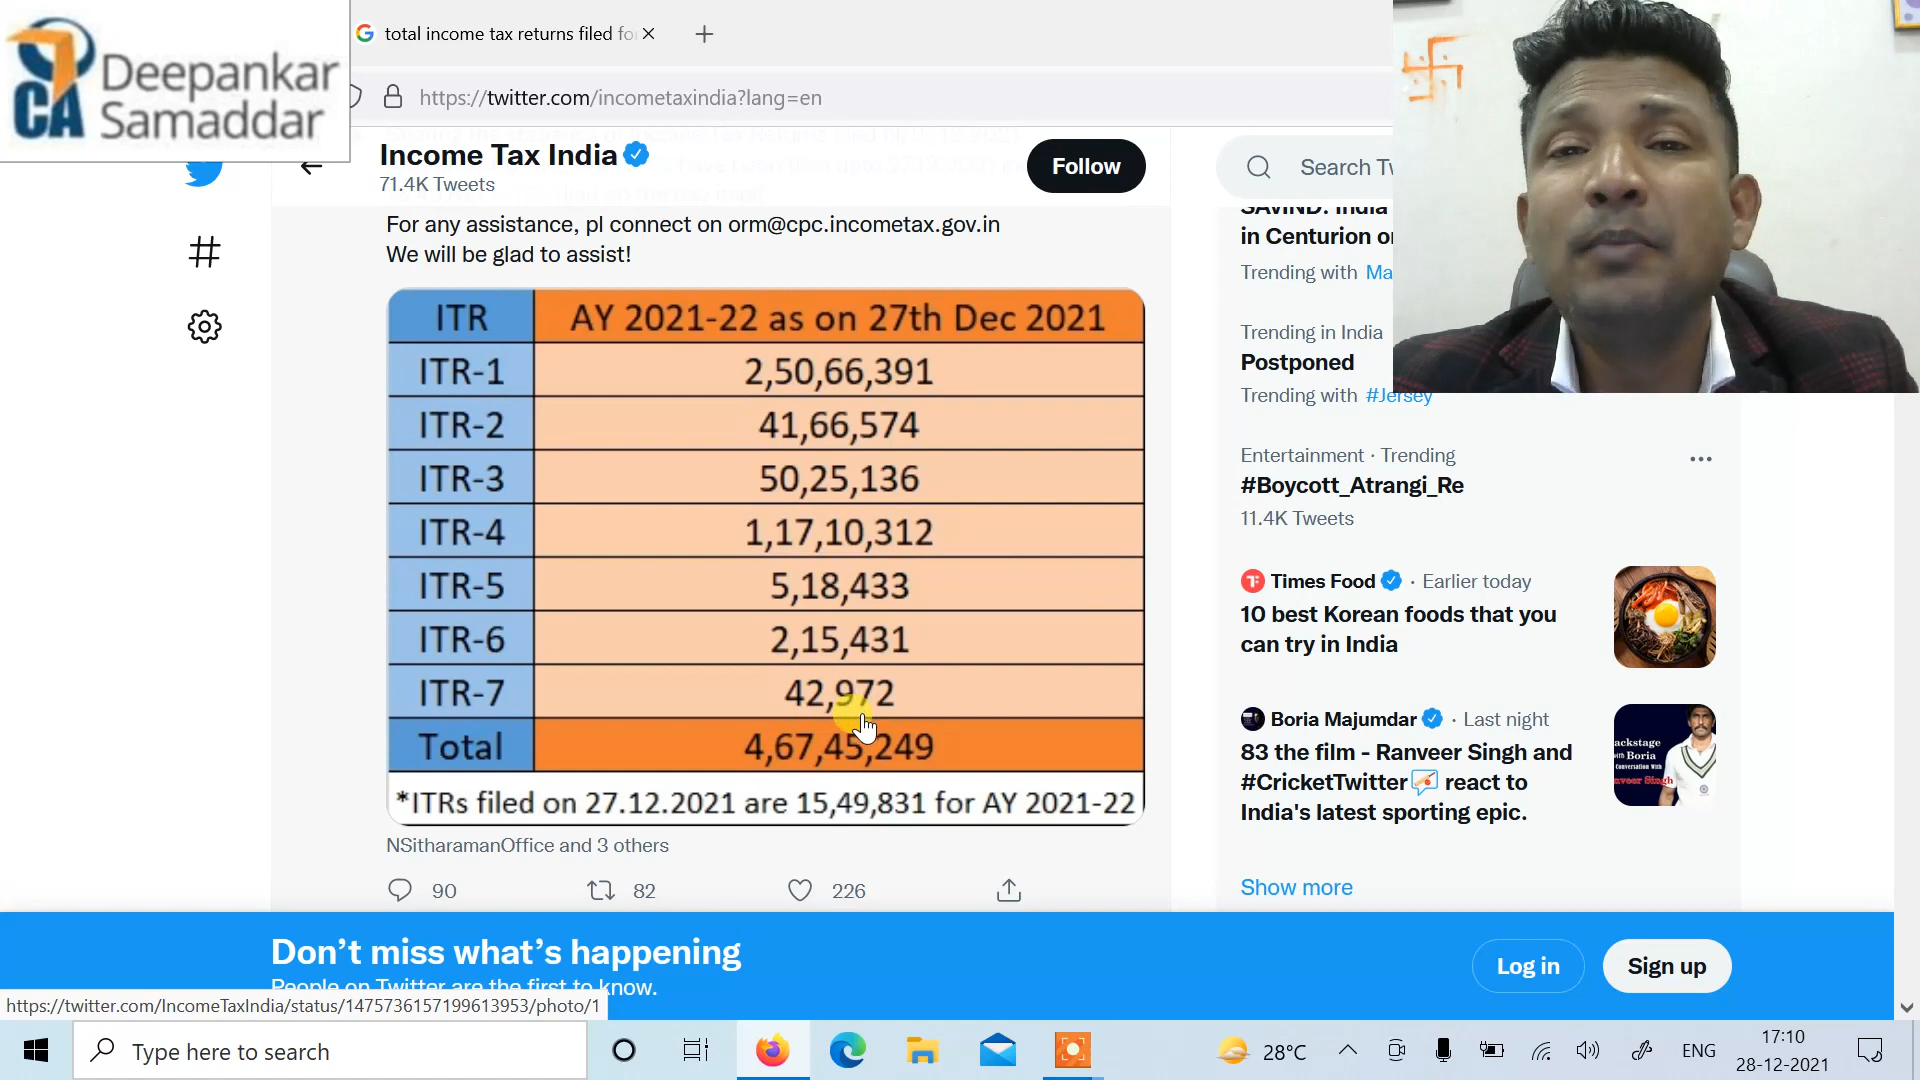 CA Deepankar
Samaddar
total income tax returns filed fo
https://twitter.com/incometaxindia?lang=en
Income Tax India
71.4K Tweets
Follow
Search Tw
For any assistance, pl connect on orm@cpc.incometax.gov.in
We will be glad to assist!
ITR AY 2021-22 as on 27th Dec 2021
ITR-1 2,50,66,391
ITR-2 41,66,574
ITR-3 50,25,136
ITR-4 1,17,10,312
ITR-5 5,18,433
ITR-6 2,15,431
ITR-7 42,972
Total 4,67,45,249
*ITRs filed on 27.12.2021 are 15,49,831 for AY 2021-22
NSitharamanOffice and 3 others
90 82 226
SAvIND: India
in Centurion
Trending with Ma
Trending in India
Postponed
Trending with #Jersey
Entertainment · Trending
#Boycott_Atrangi_Re
11.4K Tweets
Times Food · Earlier today
10 best Korean foods that you
can try in India
Boria Majumdar · Last night
83 the film - Ranveer Singh and
#CricketTwitter react to
India's latest sporting epic.
ackstage
with Boria
Conversation With
nveer Singh
Show more
Don't miss what's happening
People on Twitter are the first to know.
Log in
Sign up
https://twitter.com/IncomeTaxIndia/status/1475736157199613953/photo/1
Type here to search
28°C
ENG
17:10
28-12-2021